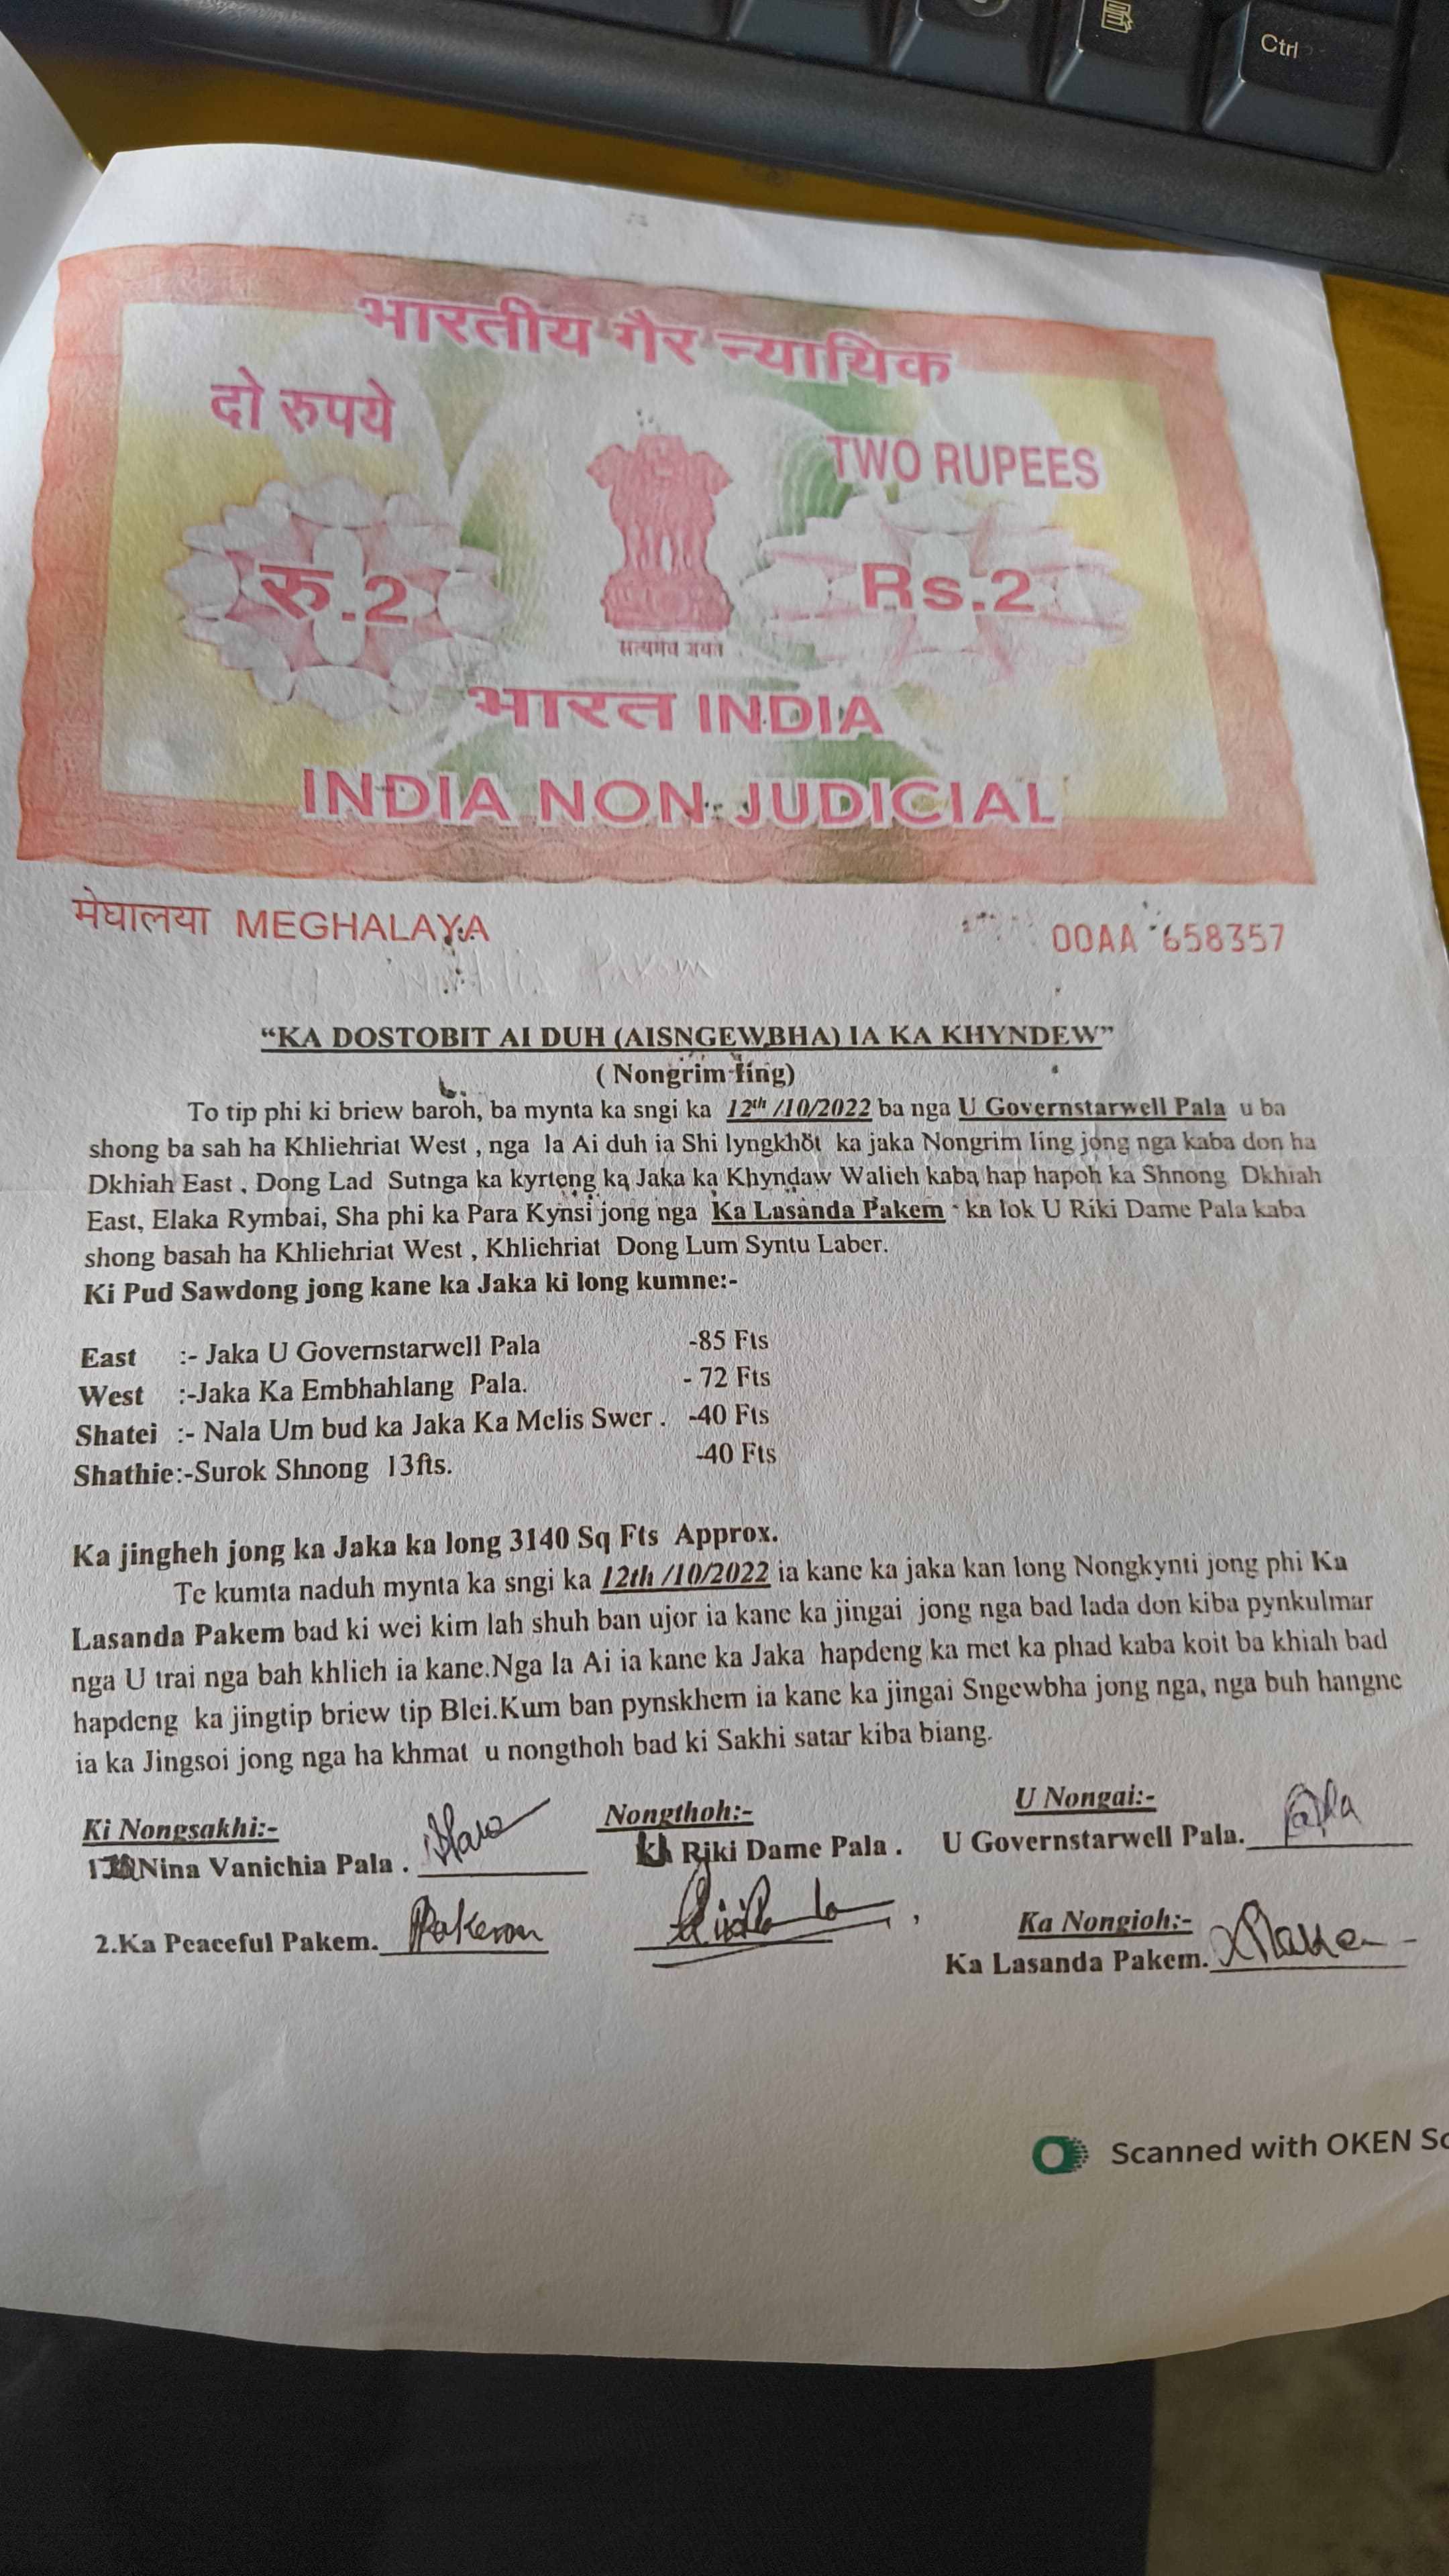 Ctrl
भारतीय गैर न्यायिक
दो रुपये
TWO RUPEES
रु.2
Rs.2
सत्यमेव जयते
भारत INDIA
INDIA NON JUDICIAL
मेघालया MEGHALAYA
00AA 658357
“KA DOSTOBIT AI DUH (AISNGEWBHA) IA KA KHYNDEW”
( Nongrim Iing)
To tip phi ki briew baroh, ba mynta ka sngi ka 12th /10/2022 ba nga U Governstarwell Pala u ba
shong ba sah ha Khliehriat West , nga la Ai duh ia Shi lyngkhöt ka jaka Nongrim Iing jong nga kaba don ha
Dkhiah East , Dong Lad Sutnga ka kyrteng ka Jaka ka Khyndaw Walieh kaba hap hapoh ka Shnong Dkhiah
East, Elaka Rymbai, Sha phi ka Para Kynsi jong nga Ka Lasanda Pakem - ka lok U Riki Dame Pala kaba
shong basah ha Khliehriat West , Khliehriat Dong Lum Syntu Laber.
Ki Pud Sawdong jong kane ka Jaka ki long kumne:-
East :- Jaka U Governstarwell Pala -85 Fts
West :-Jaka Ka Embhahlang Pala. - 72 Fts
Shatei :- Nala Um bud ka Jaka Ka Melis Swer . -40 Fts
Shathie:-Surok Shnong 13fts. -40 Fts
Ka jingheh jong ka Jaka ka long 3140 Sq Fts Approx.
Te kumta naduh mynta ka sngi ka 12th /10/2022 ia kane ka jaka kan long Nongkynti jong phi Ka
Lasanda Pakem bad ki wei kim lah shuh ban ujor ia kane ka jingai jong nga bad lada don kiba pynkulmar
nga U trai nga bah khlieh ia kane.Nga la Ai ia kane ka Jaka hapdeng ka met ka phad kaba koit ba khiah bad
hapdeng ka jingtip briew tip Blei.Kum ban pynskhem ia kane ka jingai Sngewbha jong nga, nga buh hangne
ia ka Jingsoi jong nga ha khmat u nongthoh bad ki Sakhi satar kiba biang.
Ki Nongsakhi:- Nongthoh:- U Nongai:-
1 Nina Vanichia Pala . Riki Dame Pala . U Governstarwell Pala.
2.Ka Peaceful Pakem. Pakem
Ka Nongioh:-
Ka Lasanda Pakem.
Scanned with OKEN Sc